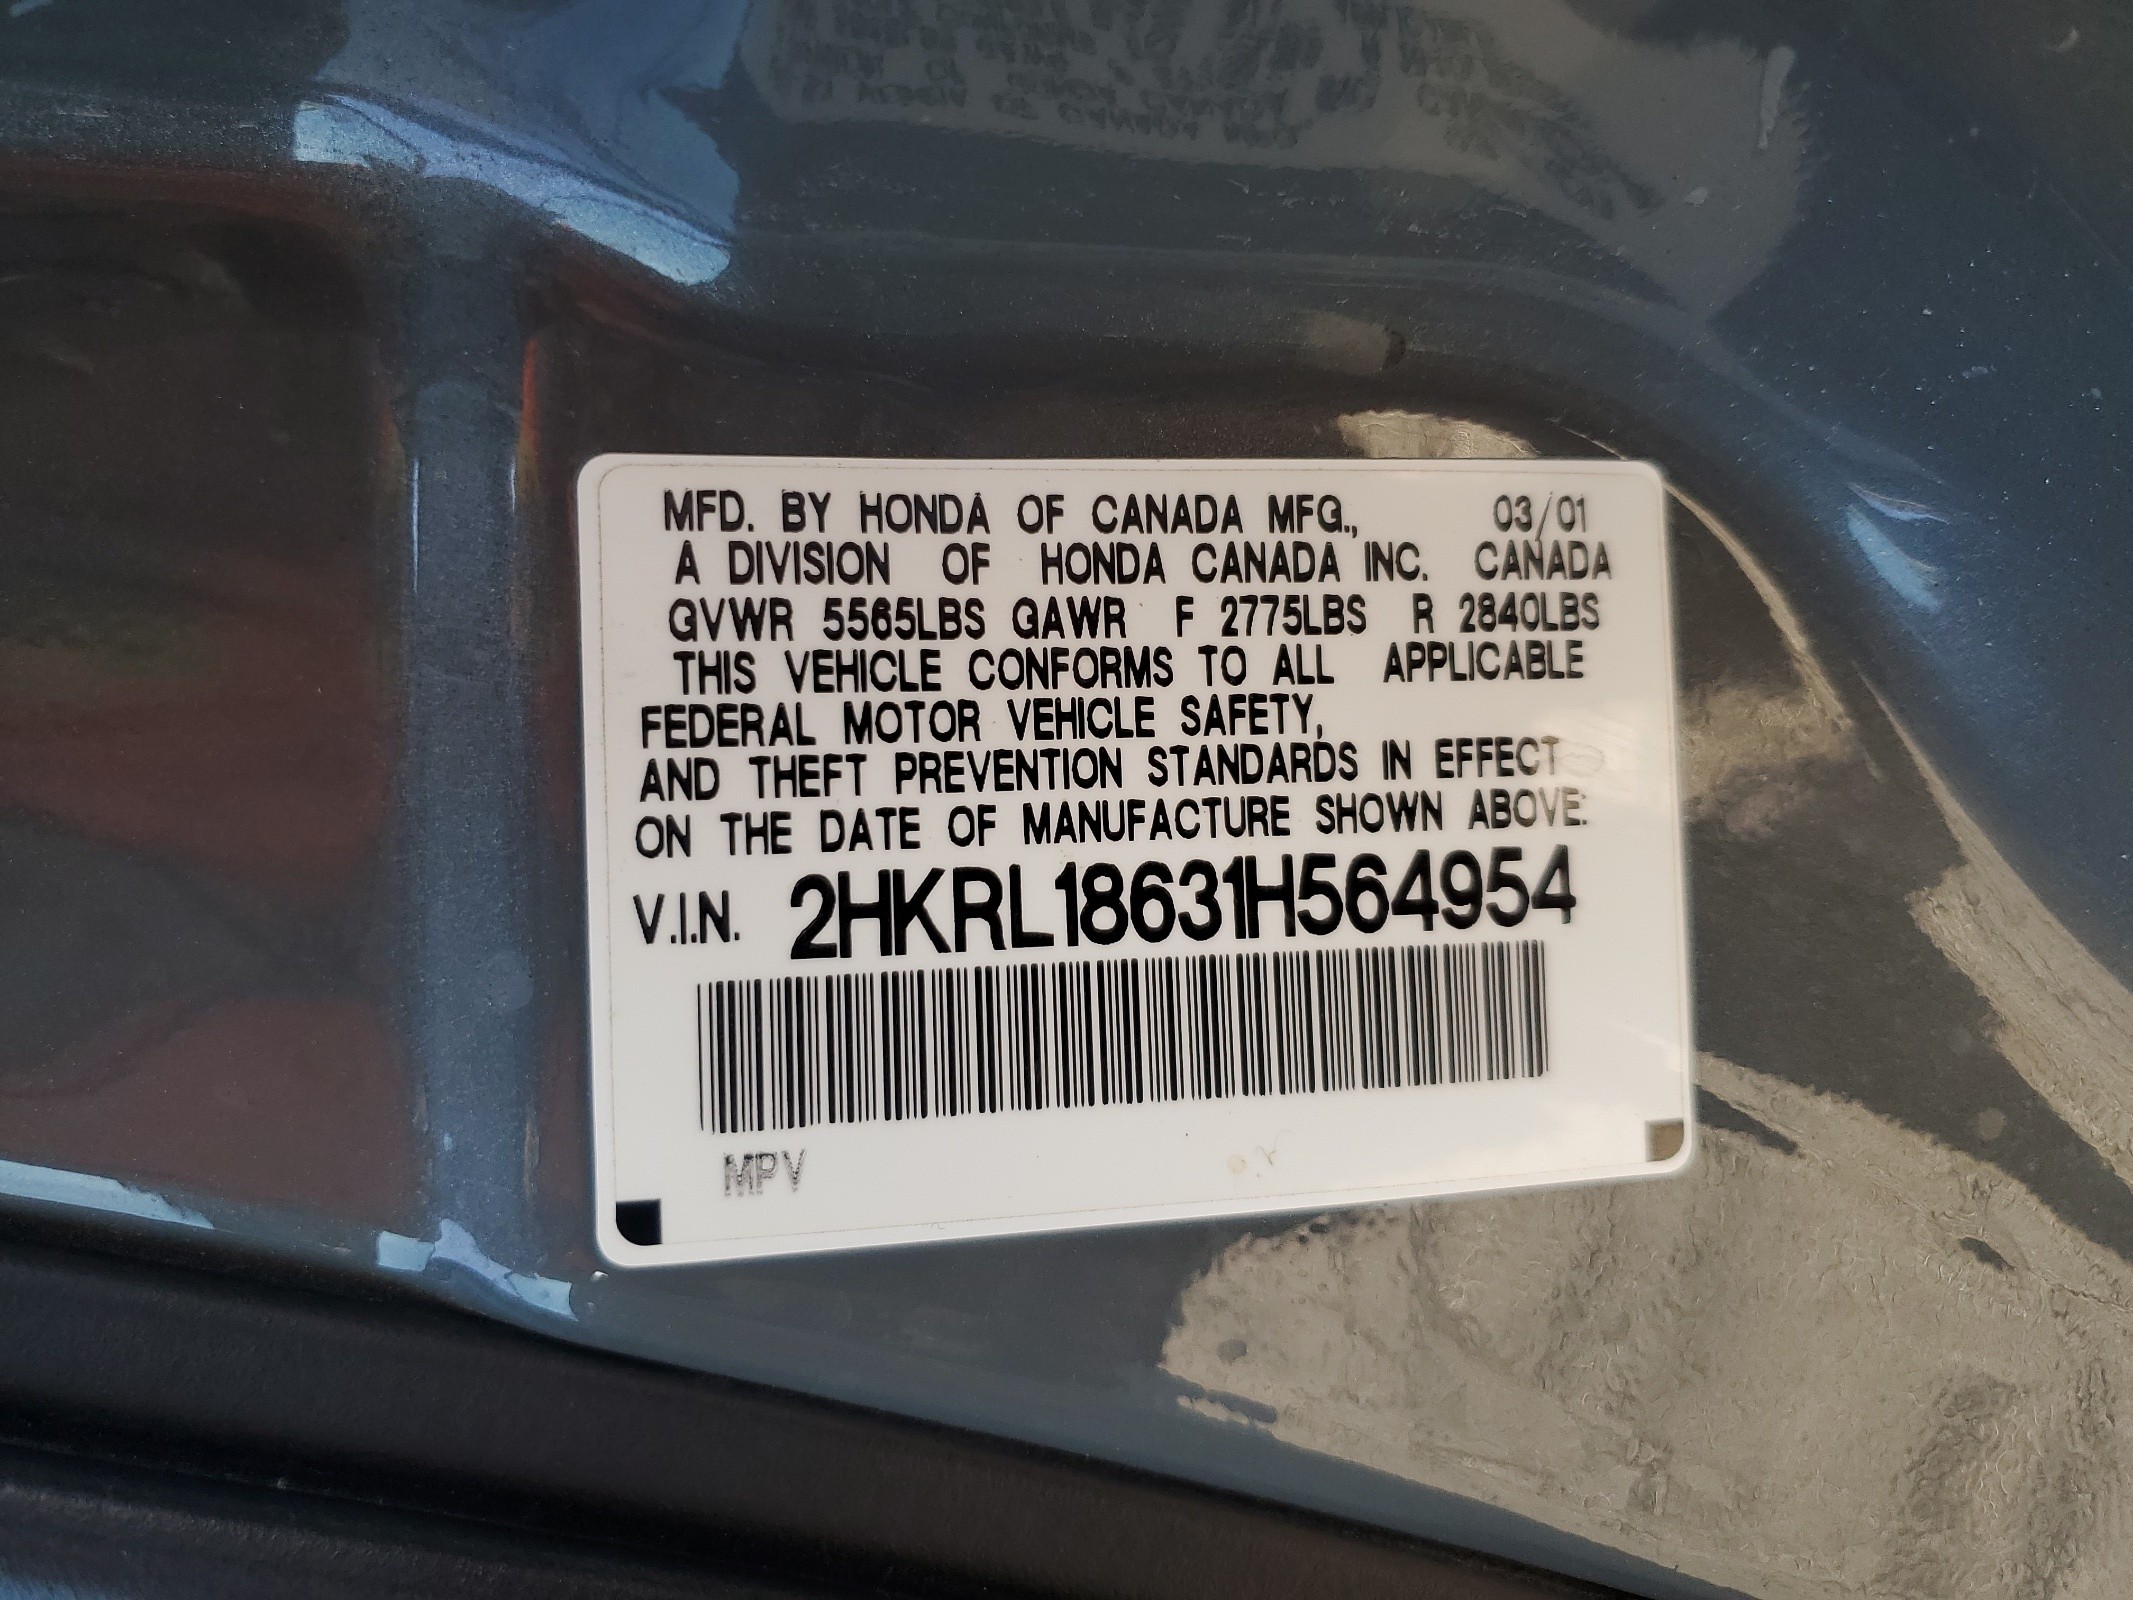 MFD. BY HONDA OF CANADA MFG., 03/01
A DIVISION OF HONDA CANADA INC. CANADA
GVWR 5565LBS GAWR F 2775LBS R 2840LBS
THIS VEHICLE CONFORMS TO ALL APPLICABLE
FEDERAL MOTOR VEHICLE SAFETY,
AND THEFT PREVENTION STANDARDS IN EFFECT
ON THE DATE OF MANUFACTURE SHOWN ABOVE:
V.I.N. 2HKRL18631H564954
MPV